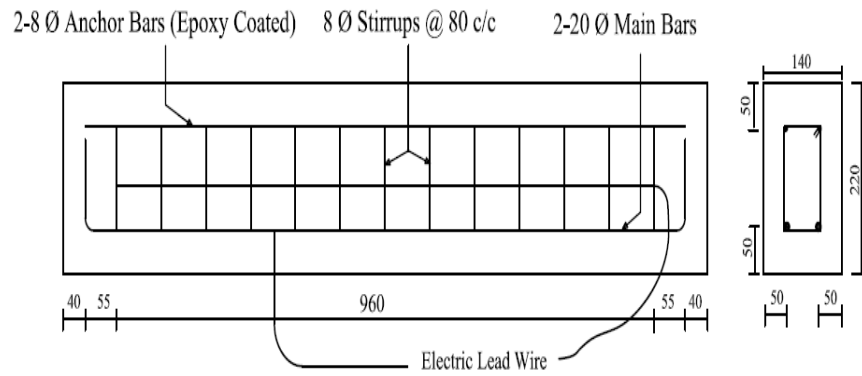 2-8 Ø Anchor Bars (Epoxy Coated)
8 Ø Stirrups @ 80 c/c
2-20 Ø Main Bars
140
50
220
50
40
55
960
55
40
50
50
Electric Lead Wire